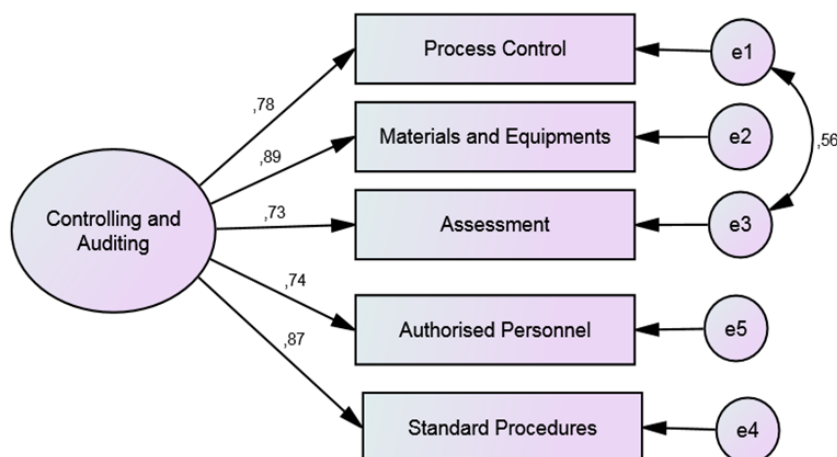 Process Control
e1
,78
Materials and Equipments
e2
,89
,56
Controlling and
Auditing
,73
Assessment
e3
,74
Authorised Personnel
e5
,87
Standard Procedures
e4